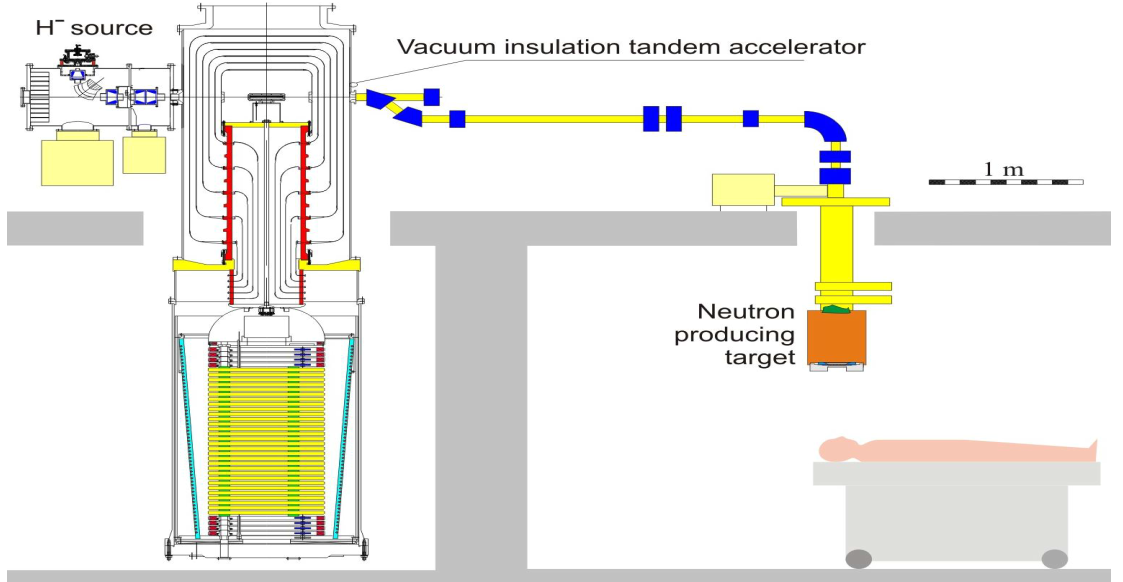 H⁻ source
Vacuum insulation tandem accelerator
1 m
Neutron
producing
target